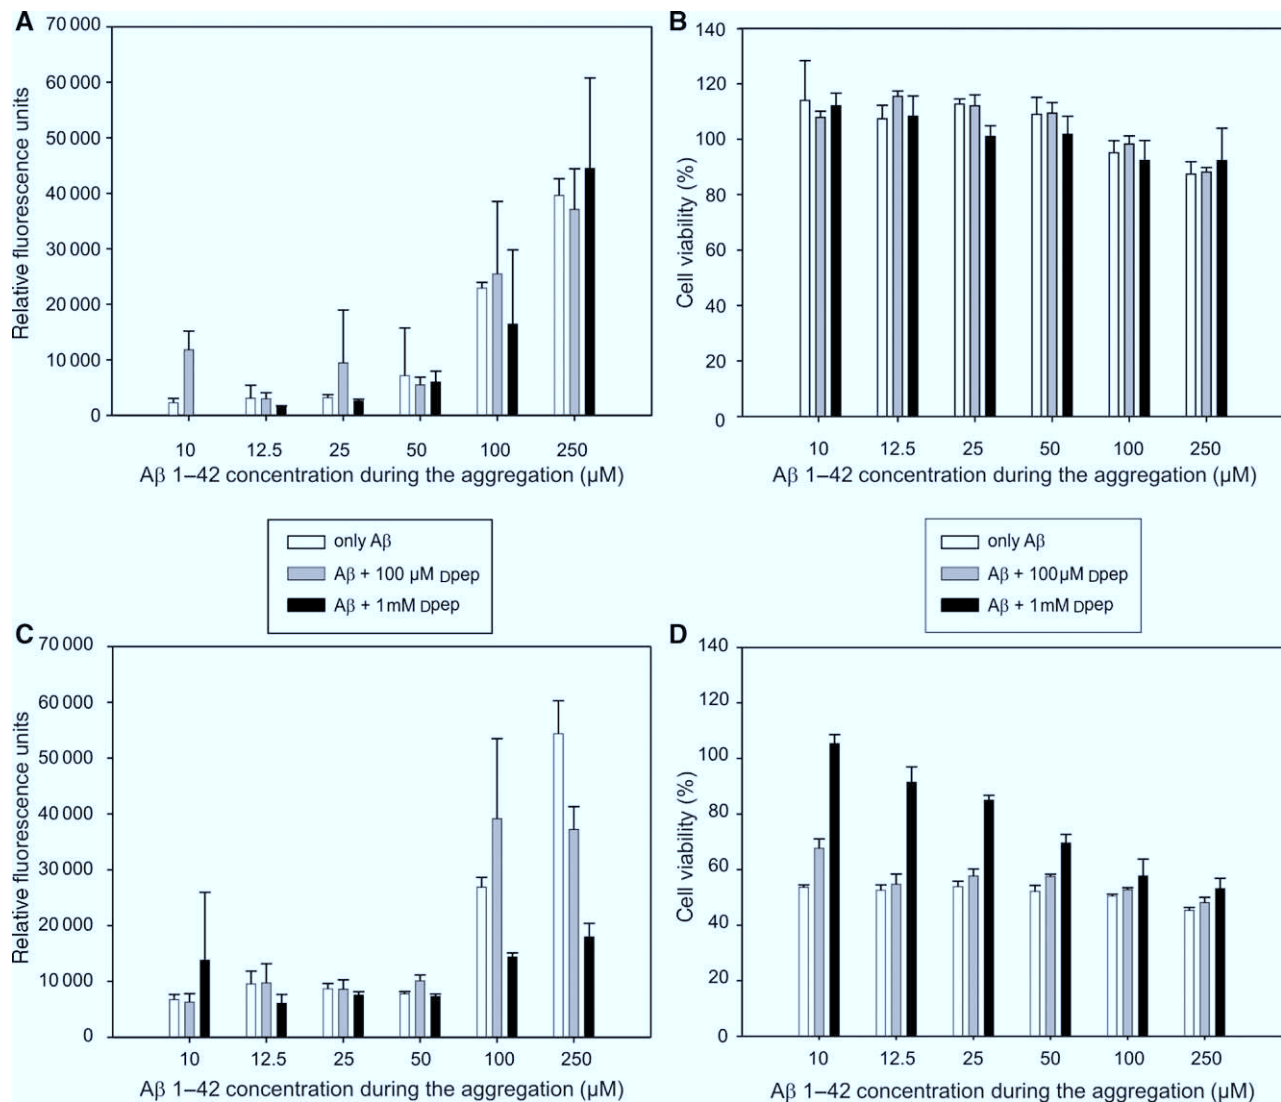 A
70 000
60 000
50 000
40 000
30 000
20 000
10 000
0
Relative fluorescence units
10 12.5 25 50 100 250
Aβ 1–42 concentration during the aggregation (µM)
B
140
120
100
80
60
40
20
0
Cell viability (%)
10 12.5 25 50 100 250
Aβ 1–42 concentration during the aggregation (µM)
only Aβ
Aβ + 100 µM Dpep
Aβ + 1mM Dpep
only Aβ
Aβ + 100µM Dpep
Aβ + 1mM Dpep
C
70 000
60 000
50 000
40 000
30 000
20 000
10 000
0
Relative fluorescence units
10 12.5 25 50 100 250
Aβ 1–42 concentration during the aggregation (µM)
D
140
120
100
80
60
40
20
0
Cell viability (%)
10 12.5 25 50 100 250
Aβ 1–42 concentration during the aggregation (µM)